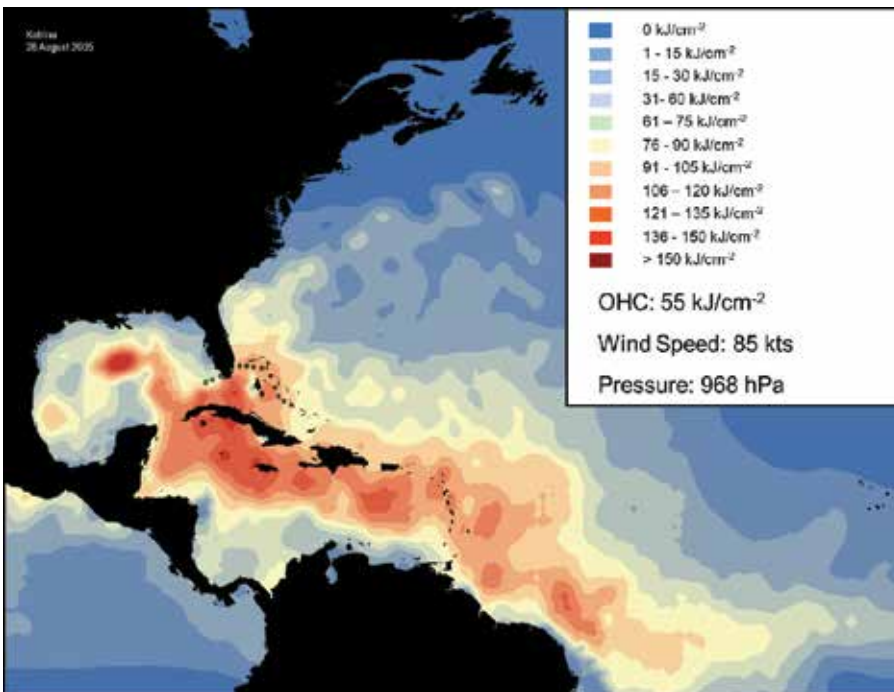 Katrina
26 August 2005
0 kJ/cm-2
1 - 15 kJ/cm-2
15 - 30 kJ/cm-2
31- 60 kJ/cm-2
61 – 75 kJ/cm-2
76 - 90 kJ/cm-2
91 - 105 kJ/cm-2
106 – 120 kJ/cm-2
121 – 135 kJ/cm-2
136 - 150 kJ/cm-2
> 150 kJ/cm-2
OHC: 55 kJ/cm-2
Wind Speed: 85 kts
Pressure: 968 hPa